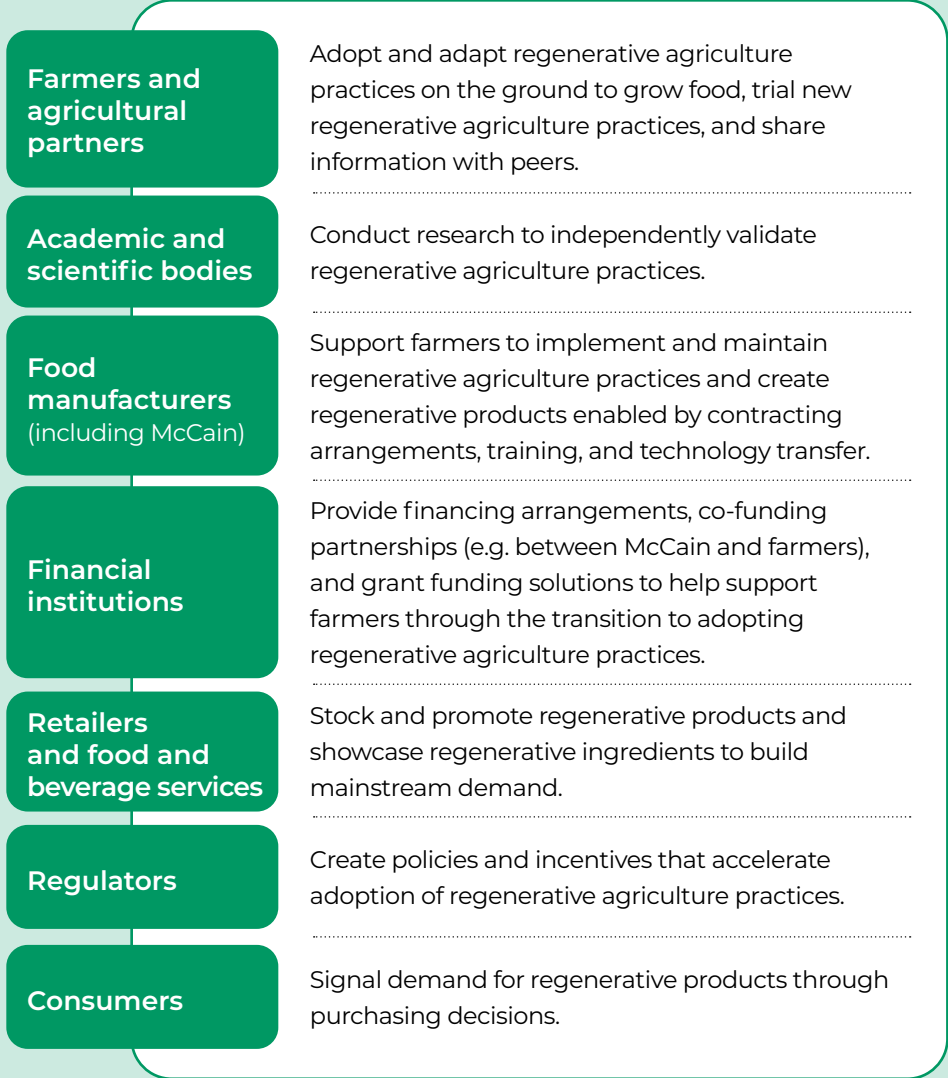 Farmers and
agricultural
partners
Adopt and adapt regenerative agriculture
practices on the ground to grow food, trial new
regenerative agriculture practices, and share
information with peers.
Academic and
scientific bodies
Conduct research to independently validate
regenerative agriculture practices.
Food
manufacturers
(including McCain)
Support farmers to implement and maintain
regenerative agriculture practices and create
regenerative products enabled by contracting
arrangements, training, and technology transfer.
Financial
institutions
Provide financing arrangements, co-funding
partnerships (e.g. between McCain and farmers),
and grant funding solutions to help support
farmers through the transition to adopting
regenerative agriculture practices.
Retailers
and food and
beverage services
Stock and promote regenerative products and
showcase regenerative ingredients to build
mainstream demand.
Regulators
Create policies and incentives that accelerate
adoption of regenerative agriculture practices.
Consumers
Signal demand for regenerative products through
purchasing decisions.